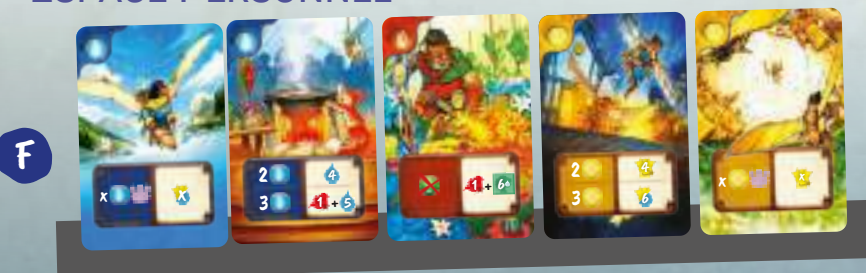 ESPACE PERSONNEL
F
x x
2 4
3 1 + 5
1 + 6
2 4
3 6
x x